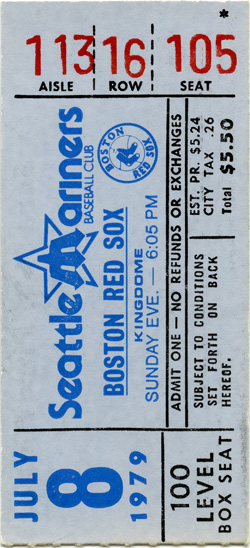 *
113 16 105
AISLE ROW SEAT
Seattle Mariners
BASEBALL CLUB
BOSTON RED SOX
BOSTON RED SOX
KINGDOME
SUNDAY EVE. — 6:05 PM
ADMIT ONE — NO REFUNDS OR EXCHANGES
EST. PR. $5.24
CITY TAX .26
Total $5.50
SUBJECT TO CONDITIONS
SET FORTH ON BACK
HEREOF.
JULY
8
1979
100
LEVEL
BOX SEAT